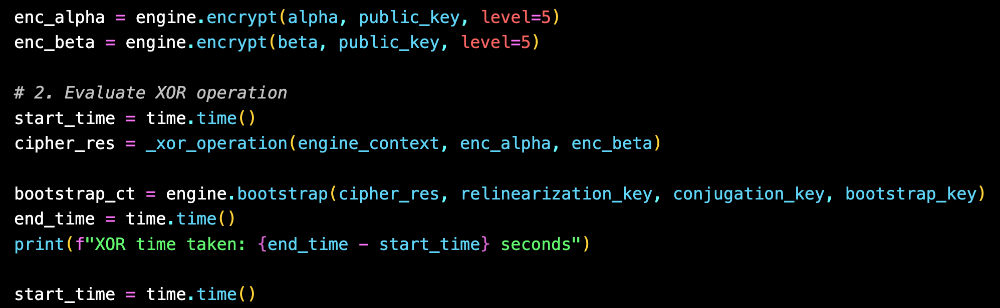 enc_alpha = engine.encrypt(alpha, public_key, level=5)
enc_beta = engine.encrypt(beta, public_key, level=5)
# 2. Evaluate XOR operation
start_time = time.time()
cipher_res = _xor_operation(engine_context, enc_alpha, enc_beta)
bootstrap_ct = engine.bootstrap(cipher_res, relinearization_key, conjugation_key, bootstrap_key)
end_time = time.time()
print(f"XOR time taken: {end_time - start_time} seconds")
start_time = time.time()